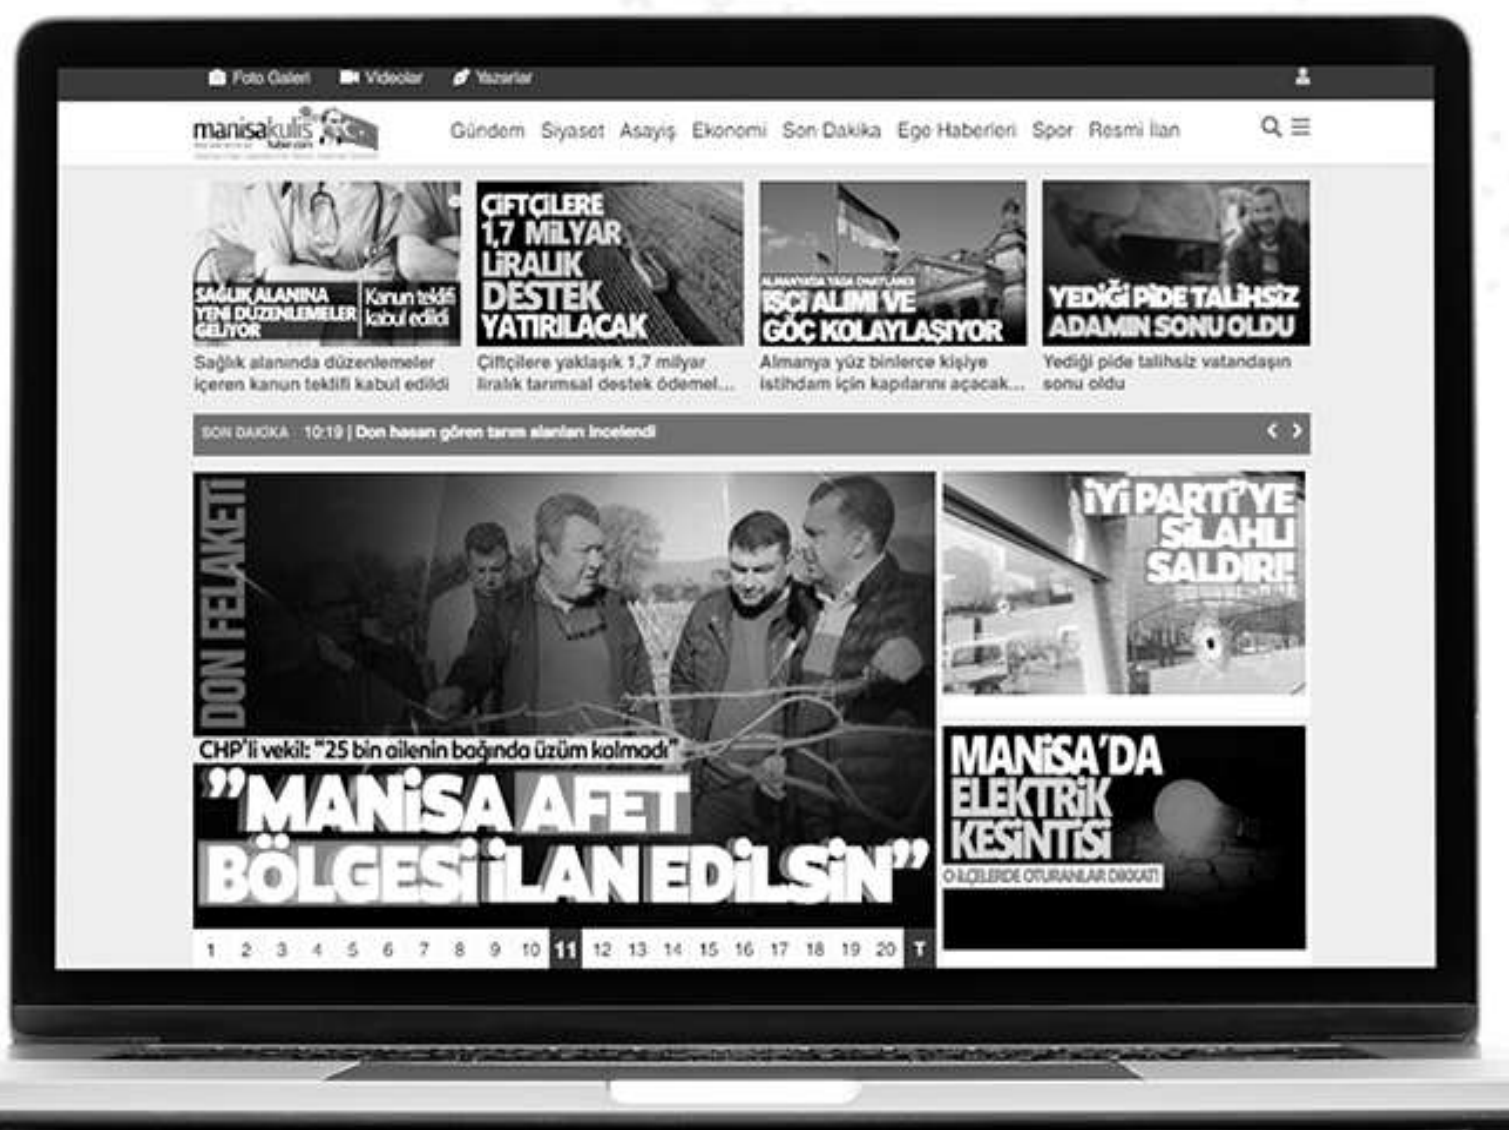 Foto Galeri Videolar Yazarlar
manisakulis
haber.com
Gündem Siyaset Asayiş Ekonomi Son Dakika Ege Haberleri Spor Resmi İlan
SAĞLIK ALANINA
YENİ DÜZENLEMELER
GELİYOR
Kanun teklifi
kabul edildi
Sağlık alanında düzenlemeler
içeren kanun teklifi kabul edildi
ÇİFTÇİLERE
1,7 MİLYAR
LİRALIK
DESTEK
YATIRILACAK
Çiftçilere yaklaşık 1,7 milyar
liralık tarımsal destek ödemel...
ALMANYA'DA YASA ONAYLANDI
İŞÇİ ALIMI VE
GÖÇ KOLAYLAŞIYOR
Almanya yüz binlerce kişiye
istihdam için kapılarını açacak...
YEDİĞİ PİDE TALİHSİZ
ADAMIN SONU OLDU
Yediği pide talihsiz vatandaşın
sonu oldu
SON DAKİKA 10:19 | Don hasarı gören tarım alanları incelendi
DON FELAKETİ
CHP'li vekil: "25 bin ailenin bağında üzüm kalmadı"
"MANİSA AFET
BÖLGESİ İLAN EDİLSİN"
1 2 3 4 5 6 7 8 9 10 11 12 13 14 15 16 17 18 19 20 T
İYİ PARTİ'YE
SİLAHLI
SALDIRI!
MANİSA'DA
ELEKTRİK
KESİNTİSİ
O İLÇELERDE OTURANLAR DİKKAT!